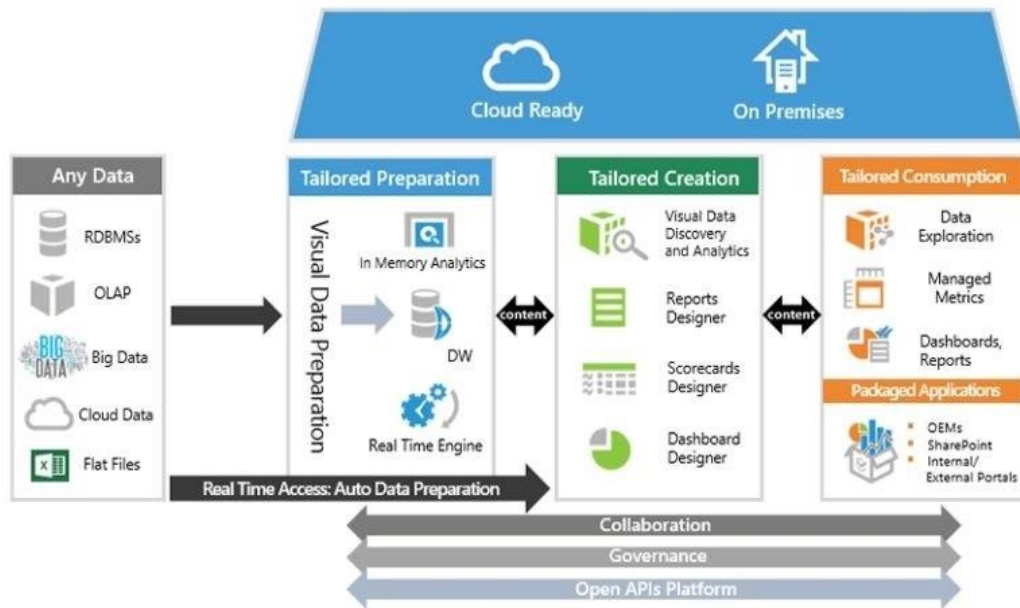 Cloud Ready
On Premises
Any Data
RDBMSs
OLAP
BIG
DATA
Big Data
Cloud Data
Flat Files
Tailored Preparation
Visual Data Preparation
In Memory Analytics
DW
Real Time Engine
content
Tailored Creation
Visual Data
Discovery
and Analytics
Reports
Designer
Scorecards
Designer
Dashboard
Designer
content
Tailored Consumption
Data
Exploration
Managed
Metrics
Dashboards,
Reports
Packaged Applications
OEMs
SharePoint
Internal/
External Portals
Real Time Access: Auto Data Preparation
Collaboration
Governance
Open APIs Platform